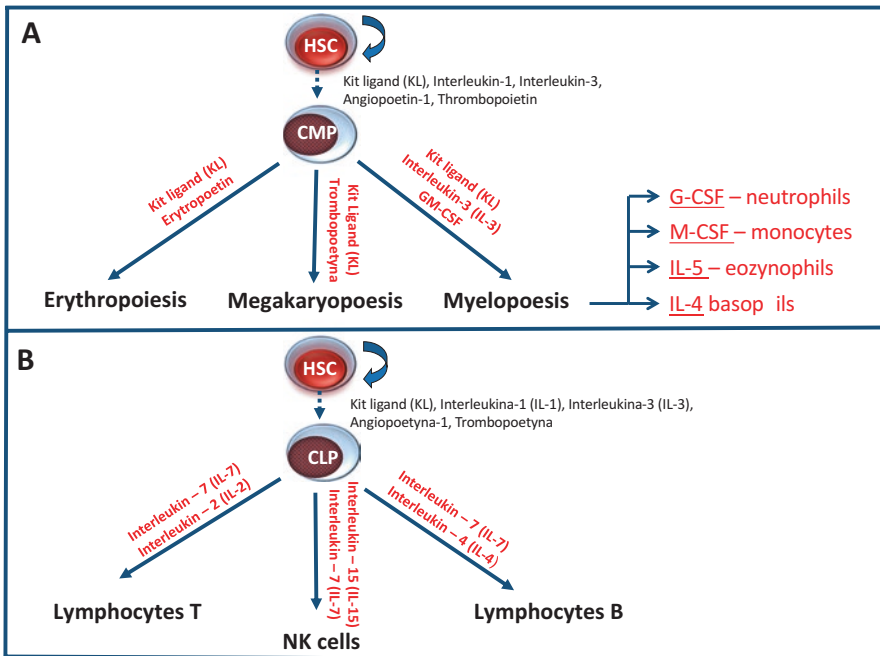 A
HSC
Kit ligand (KL), Interleukin-1, Interleukin-3,
Angiopoetin-1, Thrombopoietin
CMP
Kit ligand (KL)
Erytropoetin
Kit Ligand (KL)
Trombopoetyna
Kit ligand (KL)
Interleukin-3 (IL-3)
GM-CSF
G-CSF – neutrophils
M-CSF – monocytes
IL-5 – eozynophils
IL-4 basop ils
Erythropoiesis
Megakaryopoesis
Myelopoesis
B
HSC
Kit ligand (KL), Interleukina-1 (IL-1), Interleukina-3 (IL-3),
Angiopoetyna-1, Trombopoetyna
CLP
Interleukin – 7 (IL-7)
Interleukin – 2 (IL-2)
Interleukin – 15 (IL-15)
Interleukin – 7 (IL-7)
Interleukin – 7 (IL-7)
Interleukin – 4 (IL-4)
Lymphocytes T
NK cells
Lymphocytes B